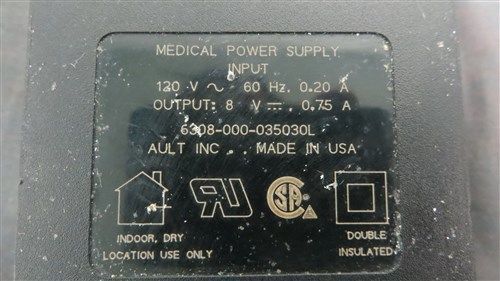 MEDICAL POWER SUPPLY
INPUT
120 V ~ 60 Hz, 0.20 A
OUTPUT: 8 V ⎓ 0.75 A
6308-000-035030L
AULT INC. MADE IN USA
INDOOR, DRY
LOCATION USE ONLY
DOUBLE
INSULATED